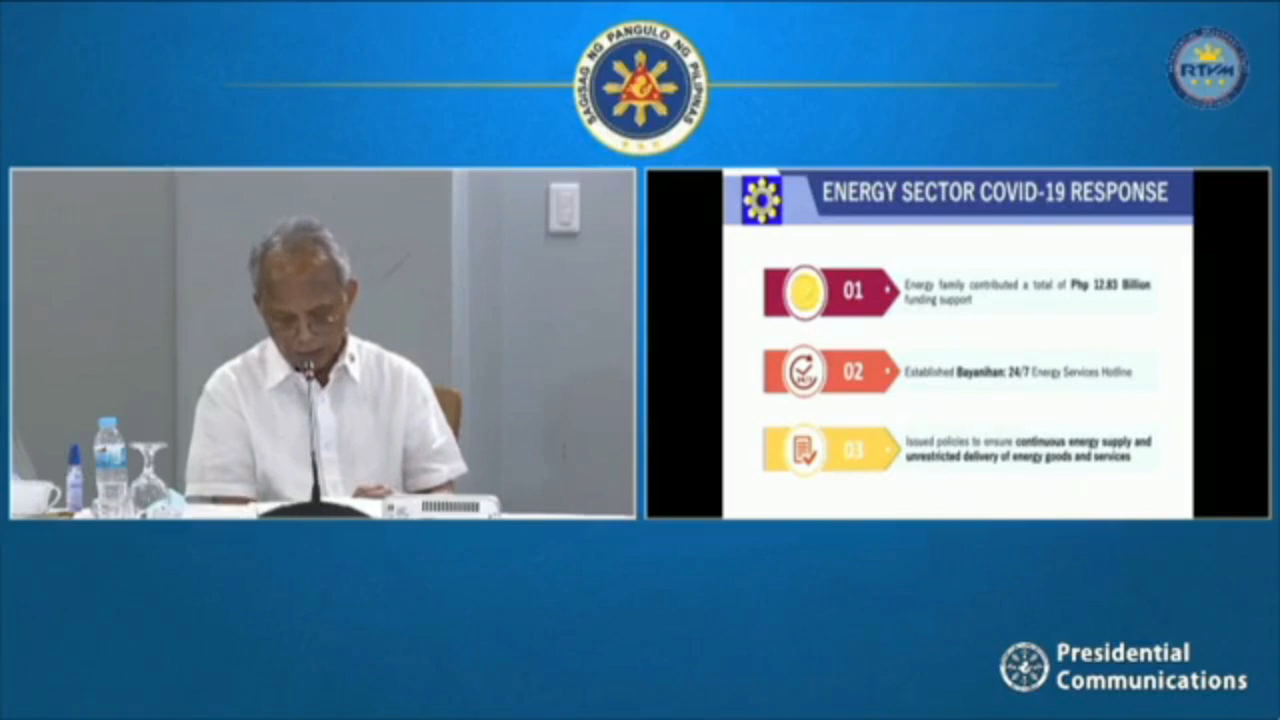 SAGISAG NG PANGULO NG PILIPINAS
RTVM
ENERGY SECTOR COVID-19 RESPONSE
01
Energy family contributed a total of Php 12.83 Billion
funding support
02
Established Bayanihan: 24/7 Energy Services Hotline
03
Issued policies to ensure continuous energy supply and
unrestricted delivery of energy goods and services
Presidential
Communications